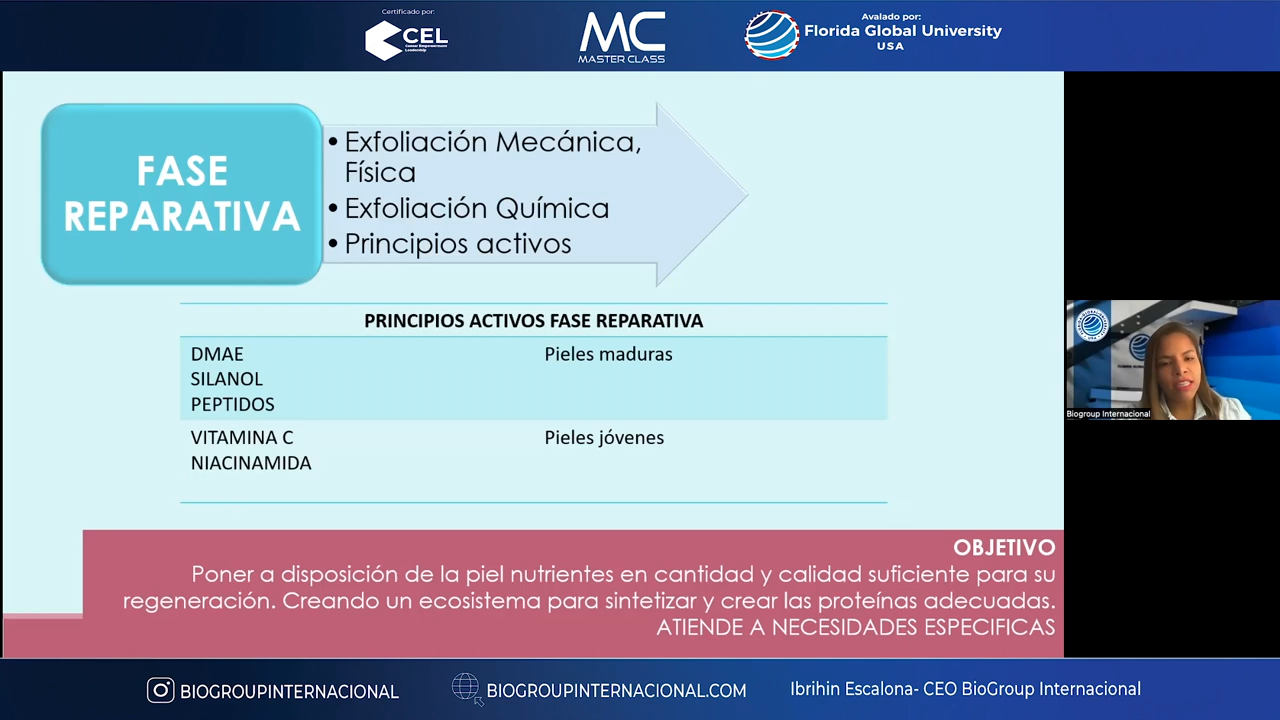 Certificado por:
CEL
Career Empowerment
Leadership
MC
MASTER CLASS
Avalado por:
Florida Global University
USA
FASE
REPARATIVA
• Exfoliación Mecánica,
Física
• Exfoliación Química
• Principios activos
PRINCIPIOS ACTIVOS FASE REPARATIVA
DMAE Pieles maduras
SILANOL
PEPTIDOS
VITAMINA C Pieles jóvenes
NIACINAMIDA
OBJETIVO
Poner a disposición de la piel nutrientes en cantidad y calidad suficiente para su
regeneración. Creando un ecosistema para sintetizar y crear las proteínas adecuadas.
ATIENDE A NECESIDADES ESPECIFICAS
Biogroup Internacional
BIOGROUPINTERNACIONAL
BIOGROUPINTERNACIONAL.COM
Ibrihin Escalona- CEO BioGroup Internacional